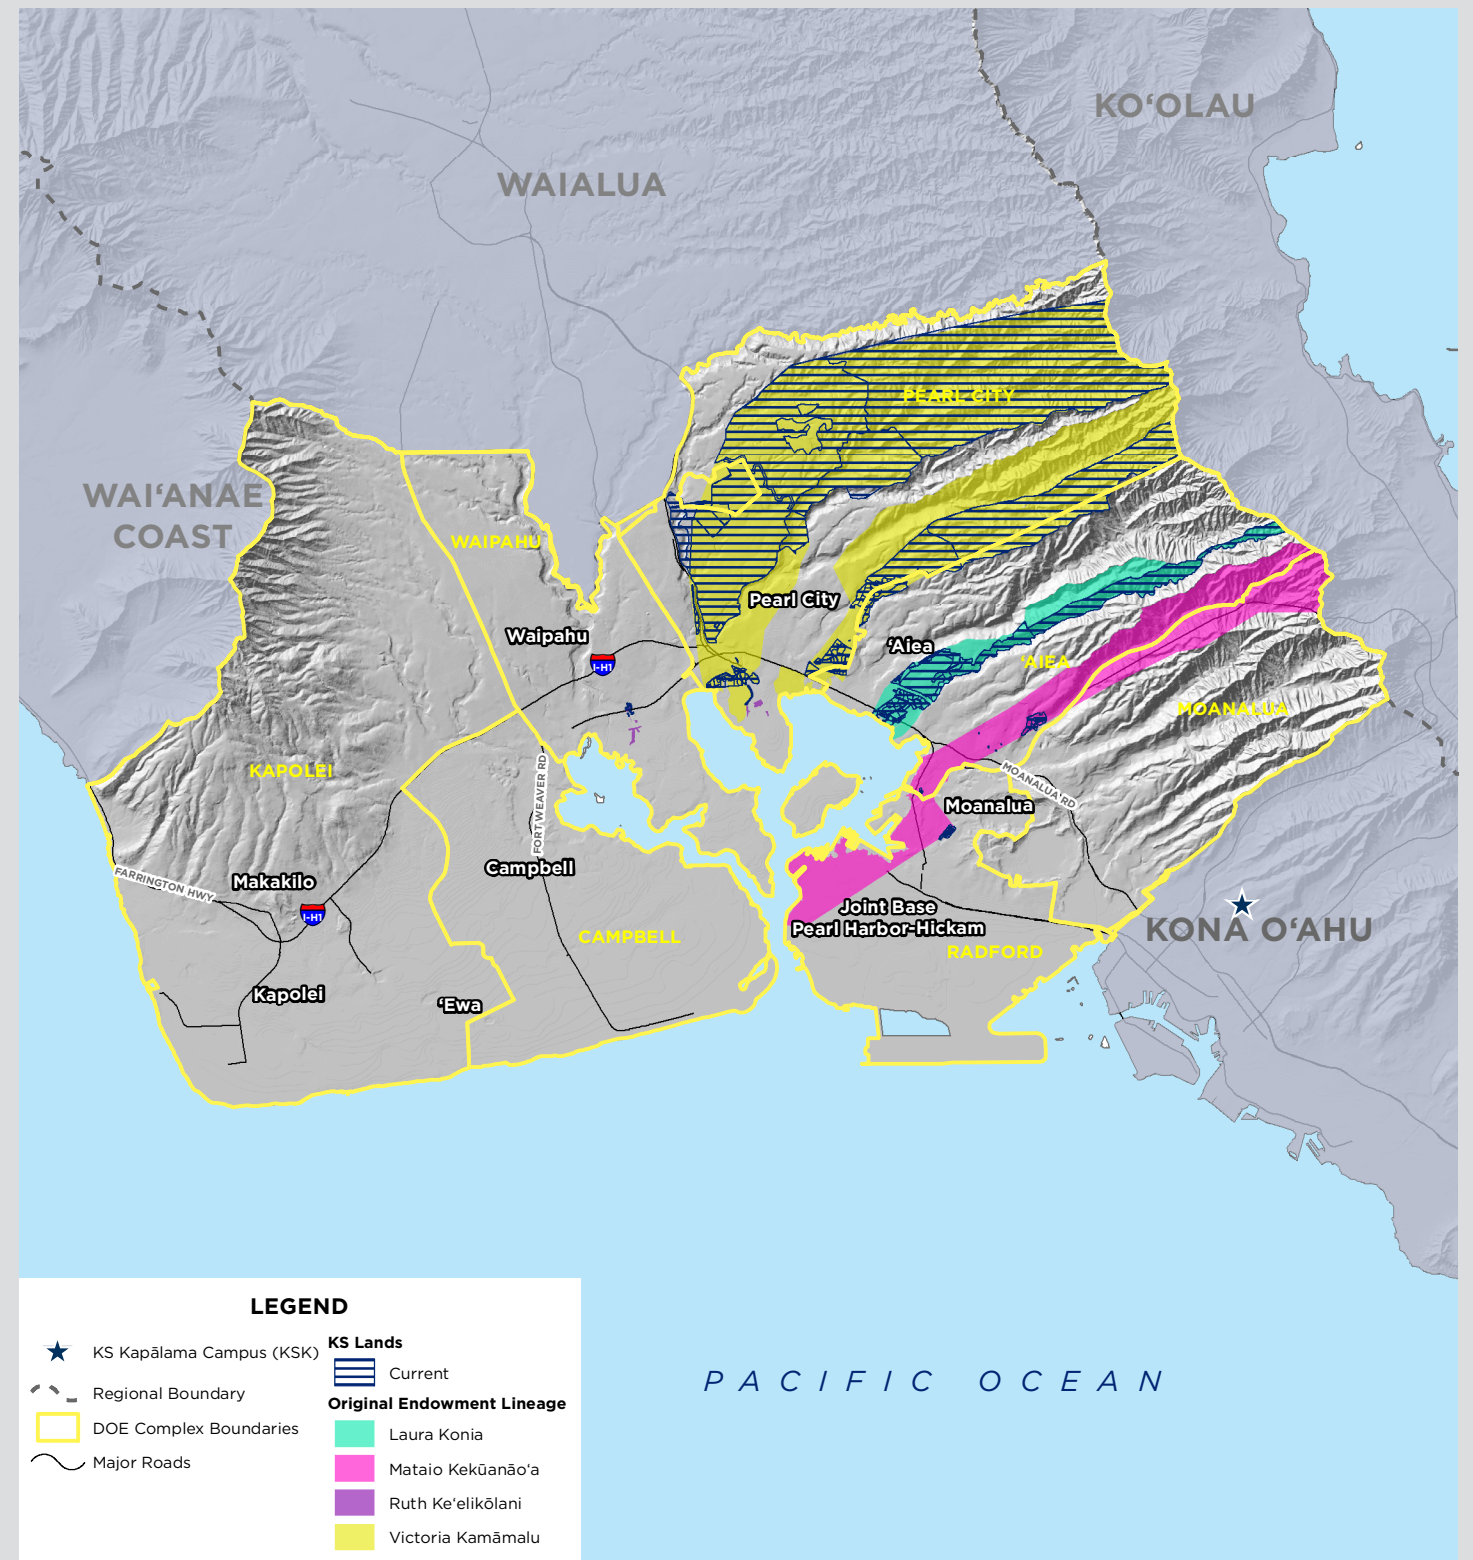 KOʻOLAU
WAIALUA
PEARL CITY
WAIʻANAE
COAST
WAIPAHU
Pearl City
Waipahu
ʻAiea
I-H1
ʻAIEA
MOANALUA
KAPOLEI
MOANALUA RD
FORT WEAVER RD
Moanalua
Campbell
FARRINGTON HWY
Makakilo
I-H1
Joint Base
Pearl Harbor-Hickam
KONA OʻAHU
CAMPBELL
RADFORD
Kapolei
ʻEwa
PACIFIC OCEAN
LEGEND
KS Kapālama Campus (KSK)
Regional Boundary
DOE Complex Boundaries
Major Roads
KS Lands
Current
Original Endowment Lineage
Laura Konia
Mataio Kekūanāoʻa
Ruth Keʻelikōlani
Victoria Kamāmalu